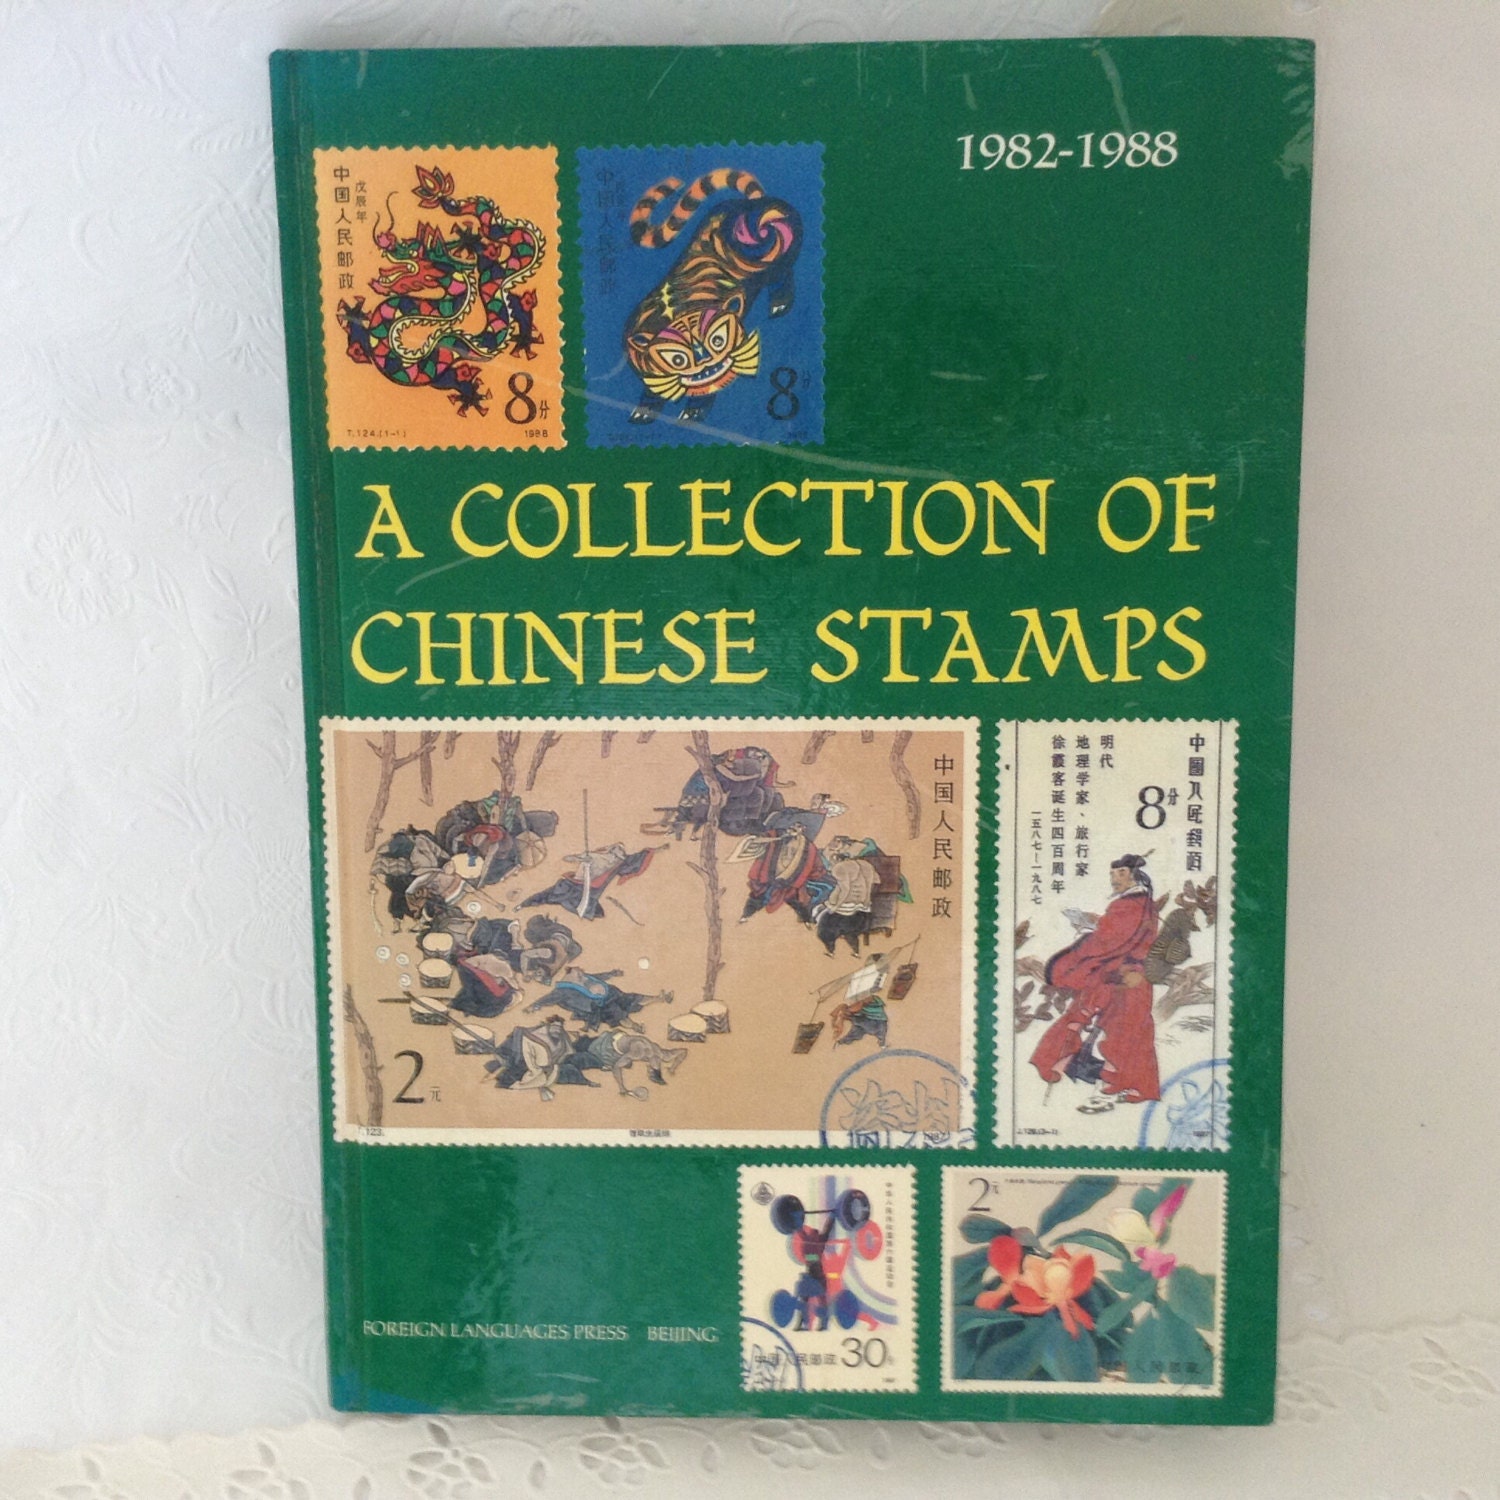 1982-1988
中国人民邮政
戊辰年
8分
T.124.(1-1)
1988
8分
A COLLECTION OF
CHINESE STAMPS
中国人民邮政
2元
T.123.
中国人民邮政
8分
明代
地理学家、旅行家
徐霞客诞生四百周年
一五八七—一九八七
1987
30分
中国人民邮政
2元
FOREIGN LANGUAGES PRESS BEIJING